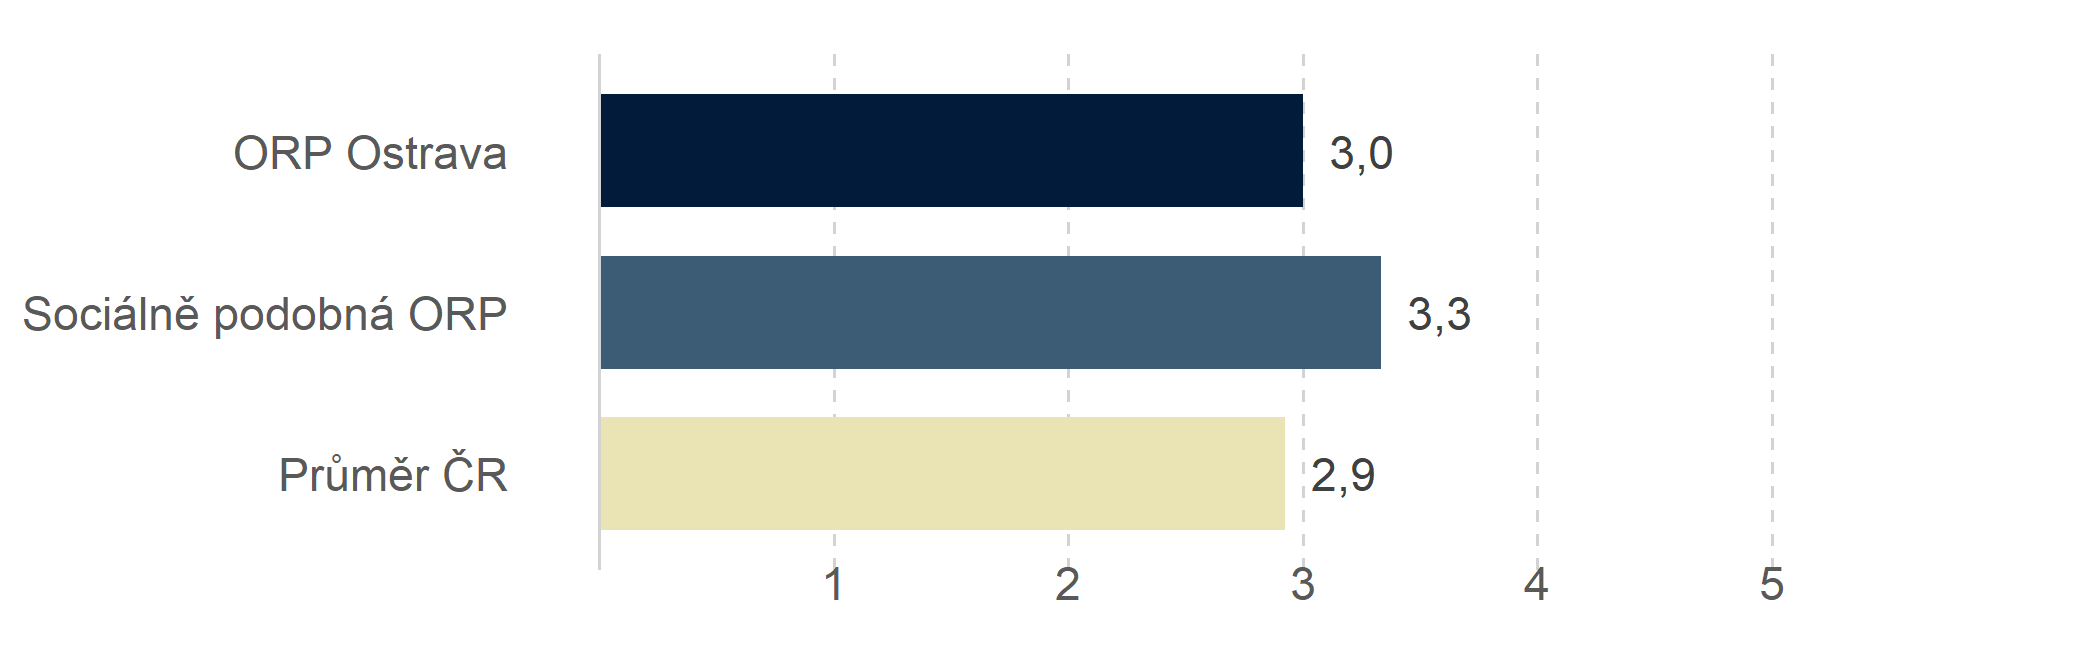 ORP Ostrava
3,0
Sociálně podobná ORP
3,3
Průměr ČR
2,9
1 2 3 4 5